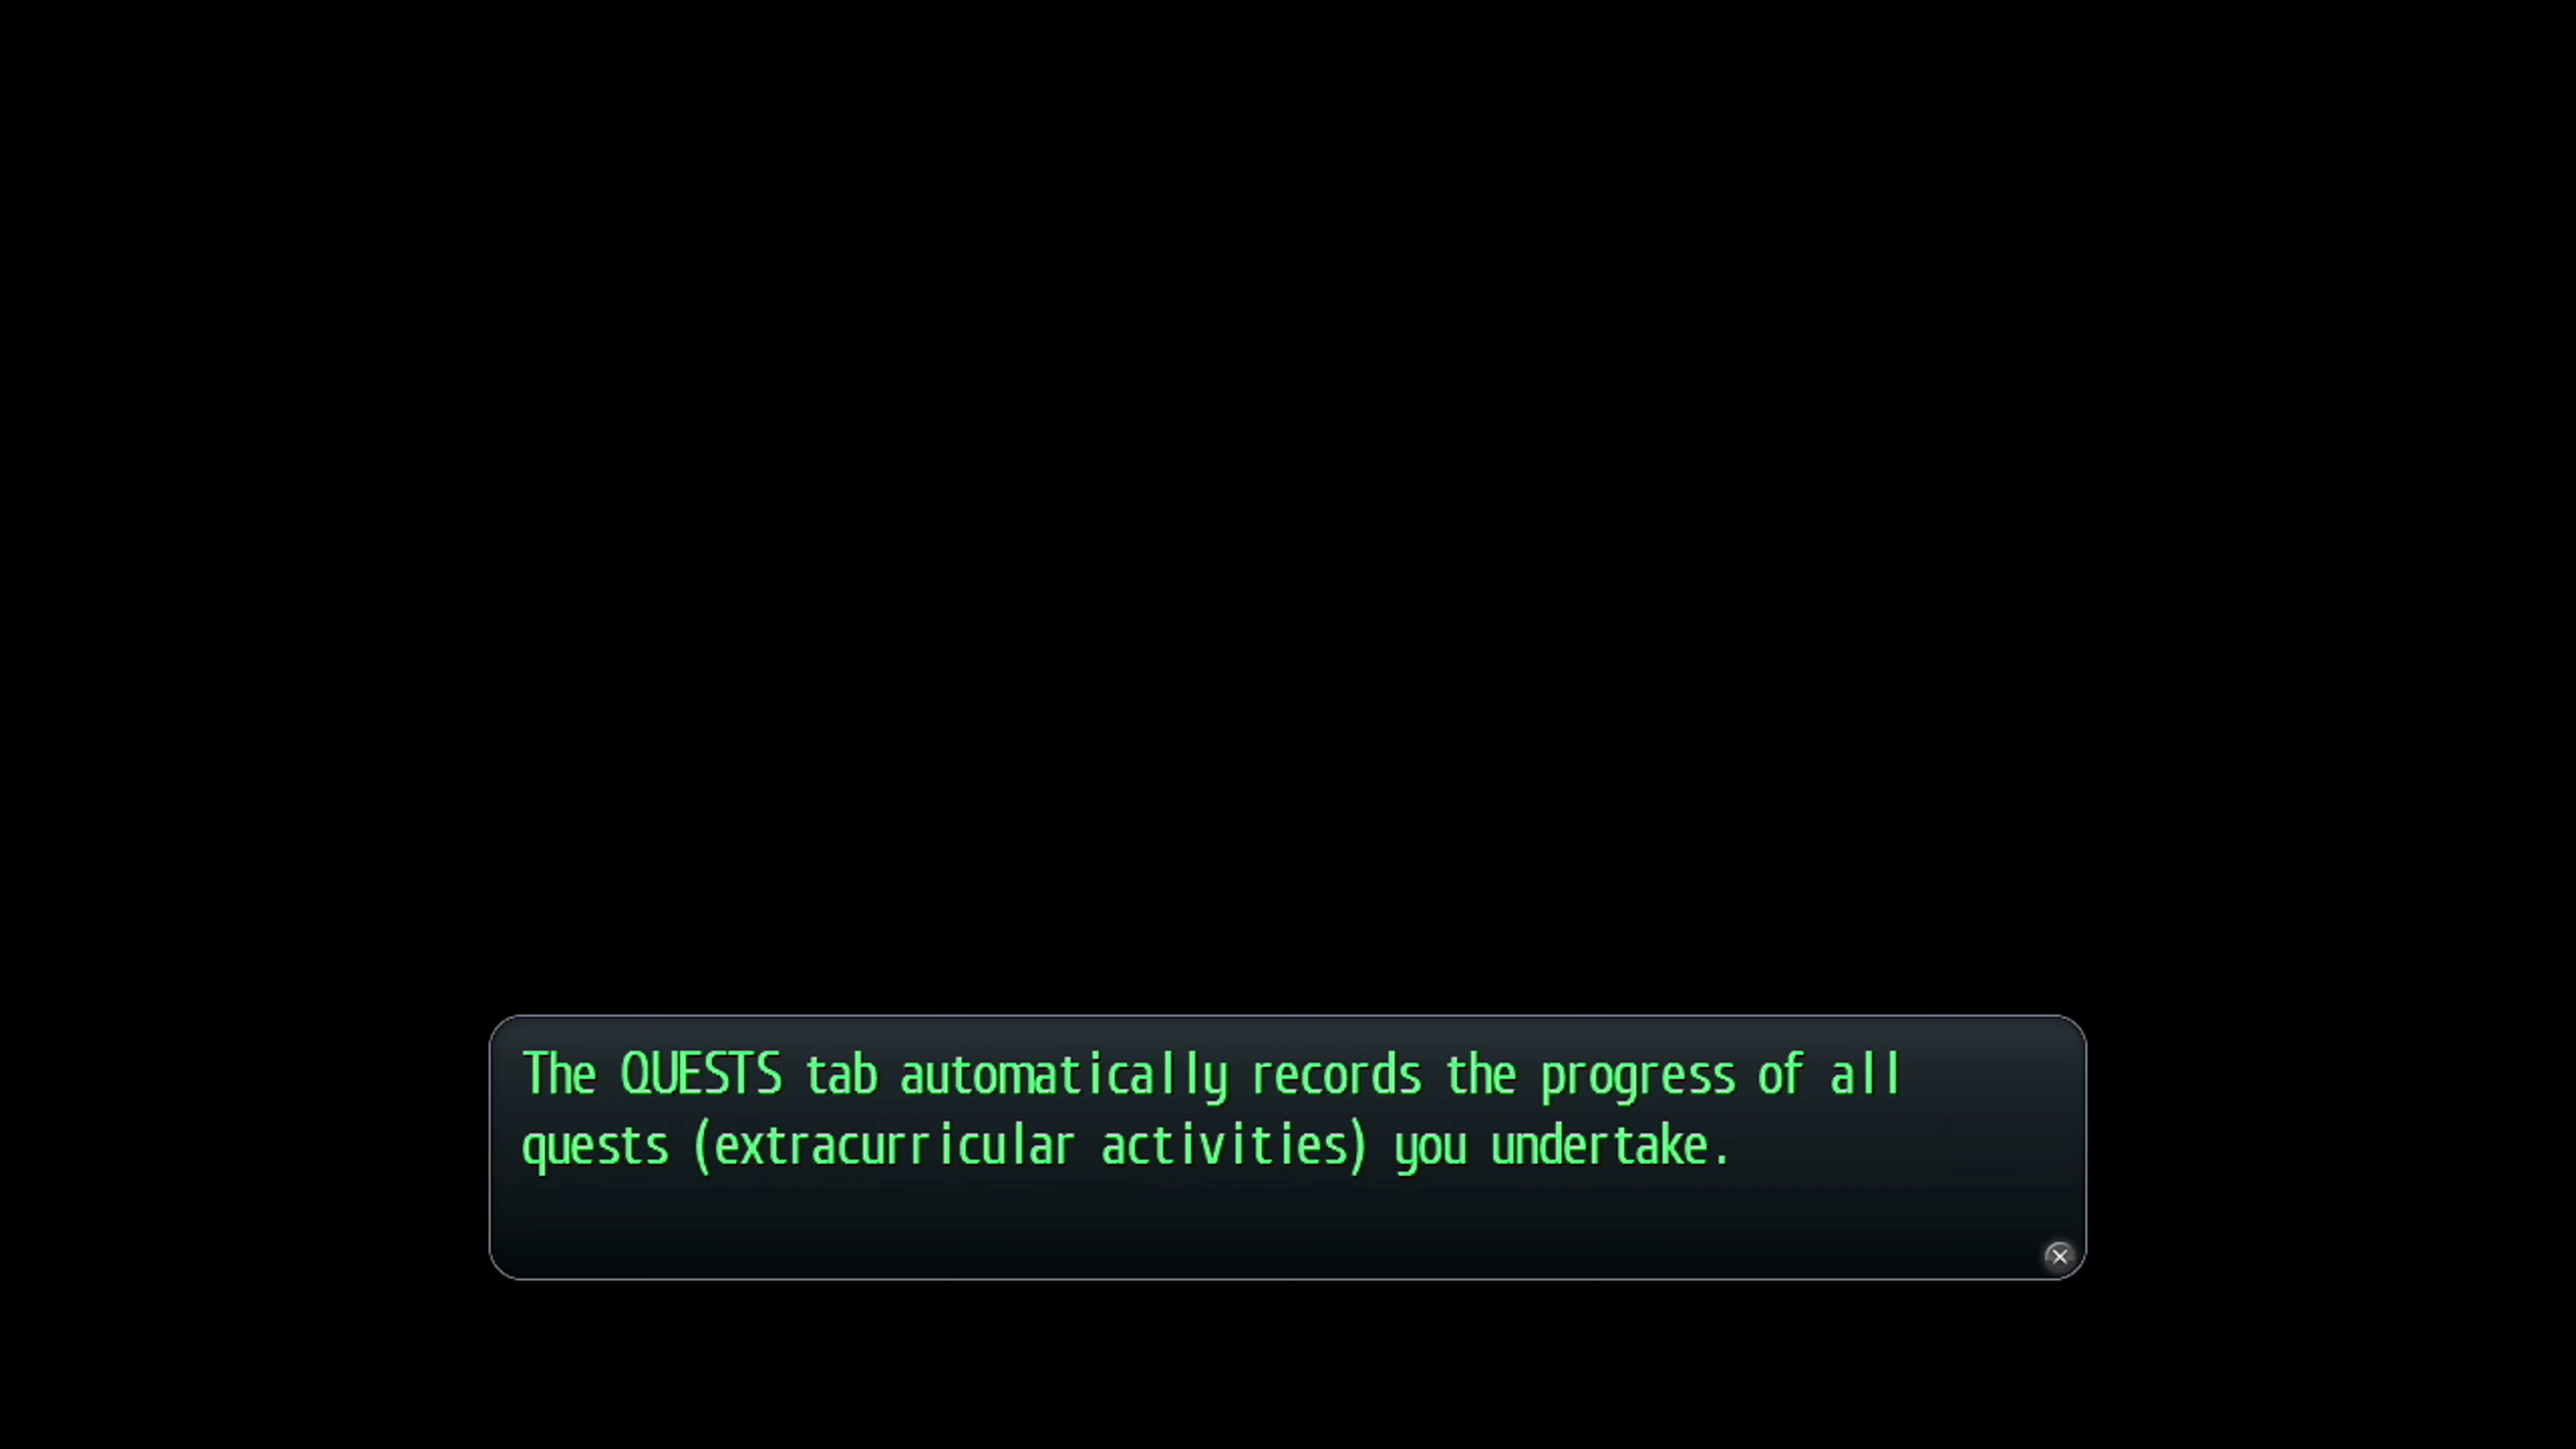 The QUESTS tab automatically records the progress of all
quests (extracurricular activities) you undertake.